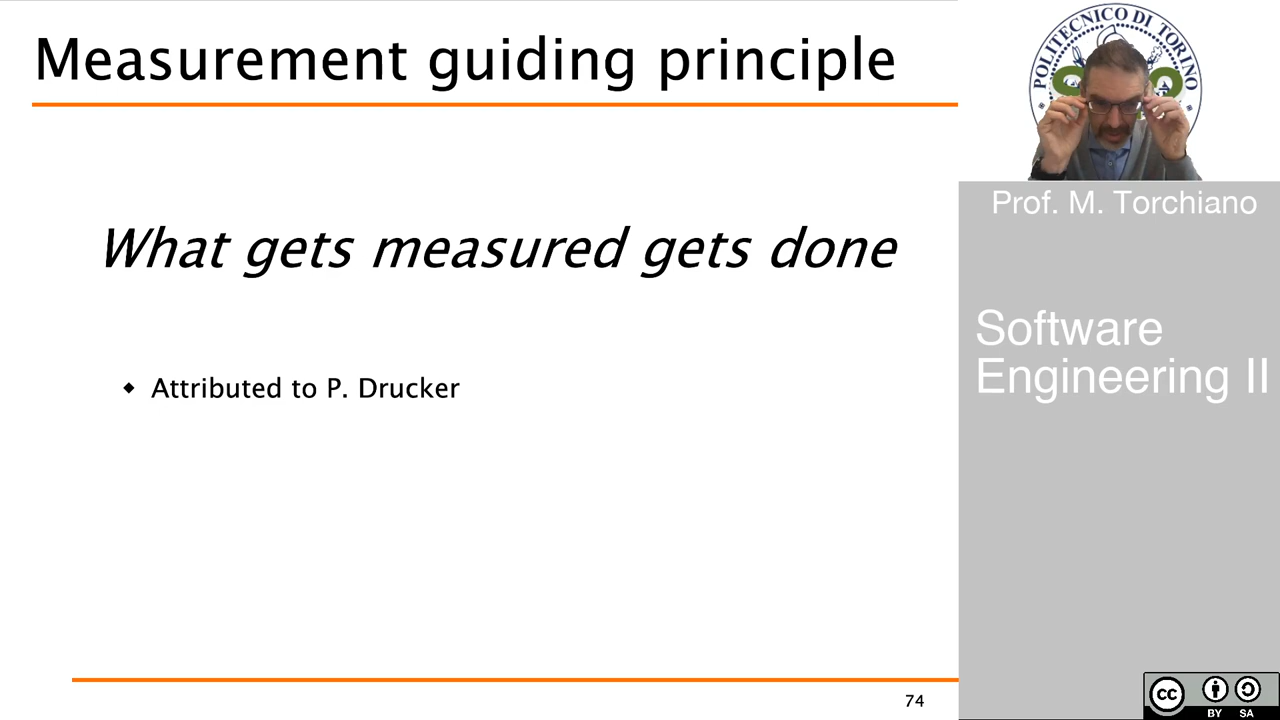 Measurement guiding principle
What gets measured gets done
Attributed to P. Drucker
74
POLITECNICO DI TORINO
Prof. M. Torchiano
Software
Engineering II
cc
BY SA